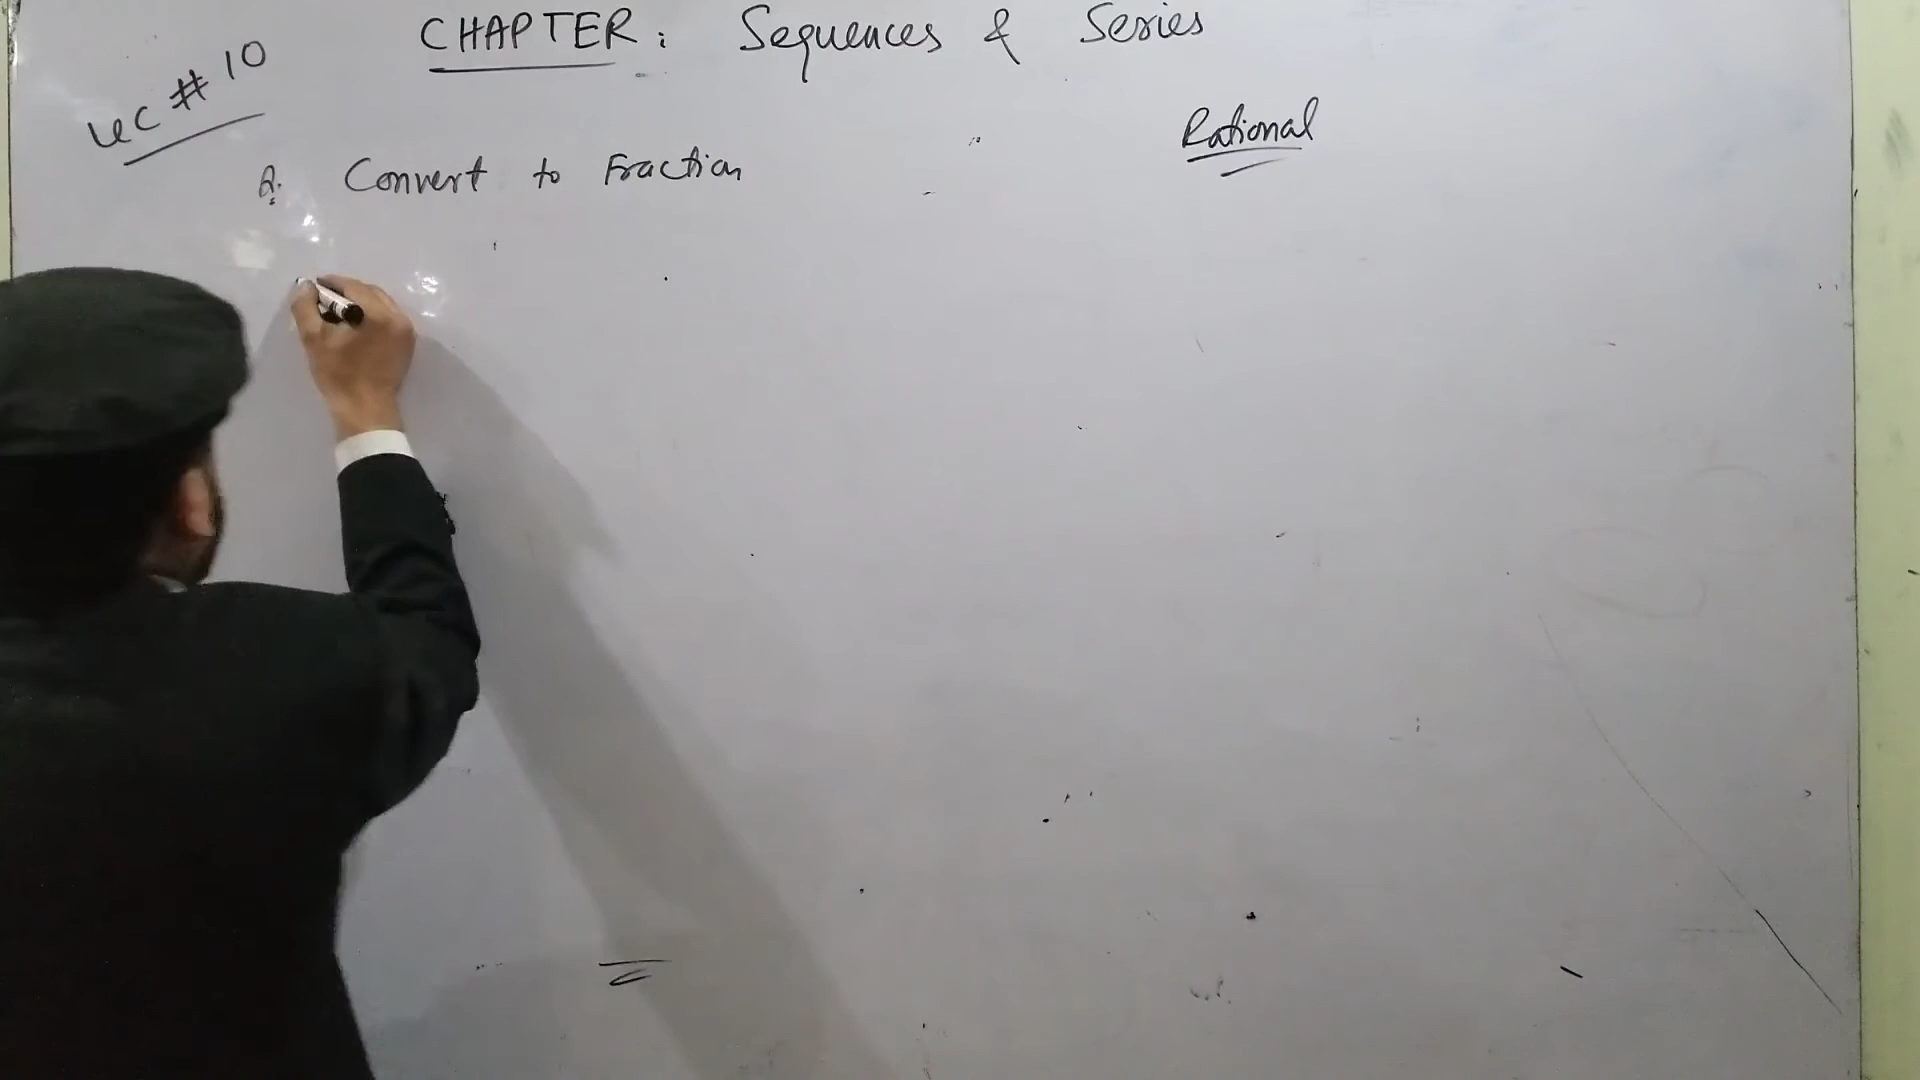 CHAPTER: Sequences & Series
Lec # 10
Rational
Q. Convert to Fraction